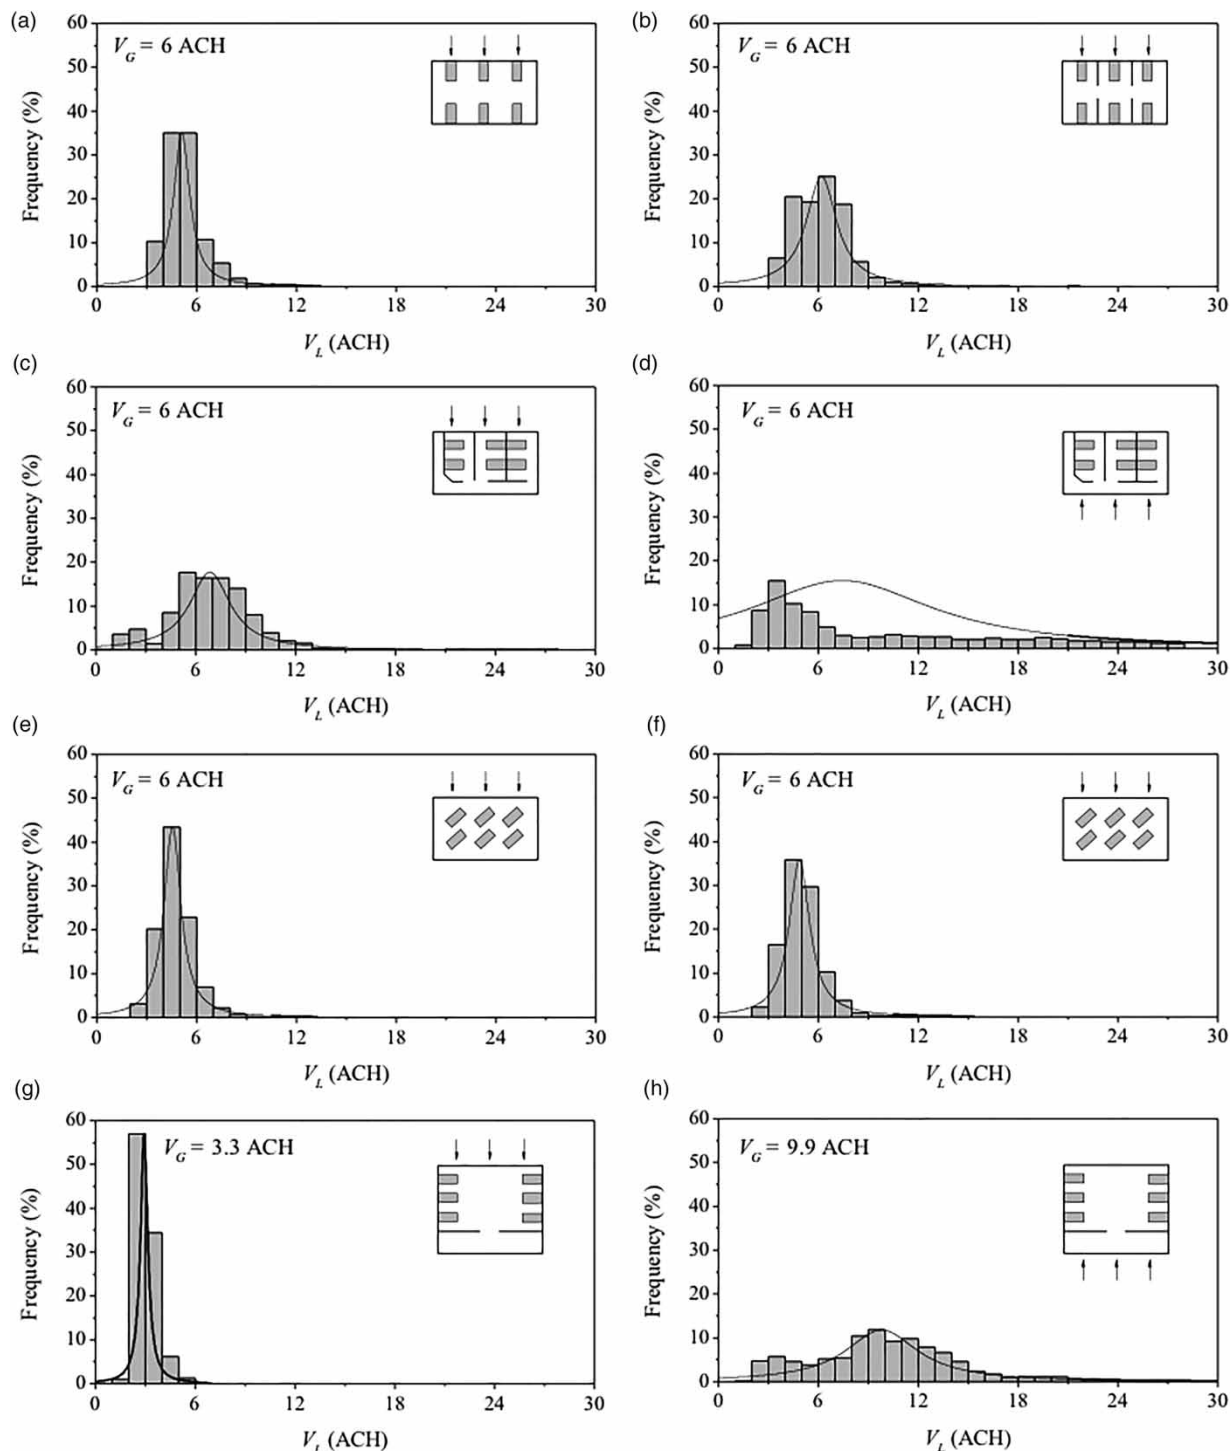 (a)
60
50
40
30
20
10
0
Frequency (%)
V_G = 6 ACH
0 6 12 18 24 30
V_L (ACH)
(b)
60
50
40
30
20
10
0
Frequency (%)
V_G = 6 ACH
0 6 12 18 24 30
V_L (ACH)
(c)
60
50
40
30
20
10
0
Frequency (%)
V_G = 6 ACH
0 6 12 18 24 30
V_L (ACH)
(d)
60
50
40
30
20
10
0
Frequency (%)
V_G = 6 ACH
0 6 12 18 24 30
V_L (ACH)
(e)
60
50
40
30
20
10
0
Frequency (%)
V_G = 6 ACH
0 6 12 18 24 30
V_L (ACH)
(f)
60
50
40
30
20
10
0
Frequency (%)
V_G = 6 ACH
0 6 12 18 24 30
V_L (ACH)
(g)
60
50
40
30
20
10
0
Frequency (%)
V_G = 3.3 ACH
0 6 12 18 24 30
V_L (ACH)
(h)
60
50
40
30
20
10
0
Frequency (%)
V_G = 9.9 ACH
0 6 12 18 24 30
V_L (ACH)